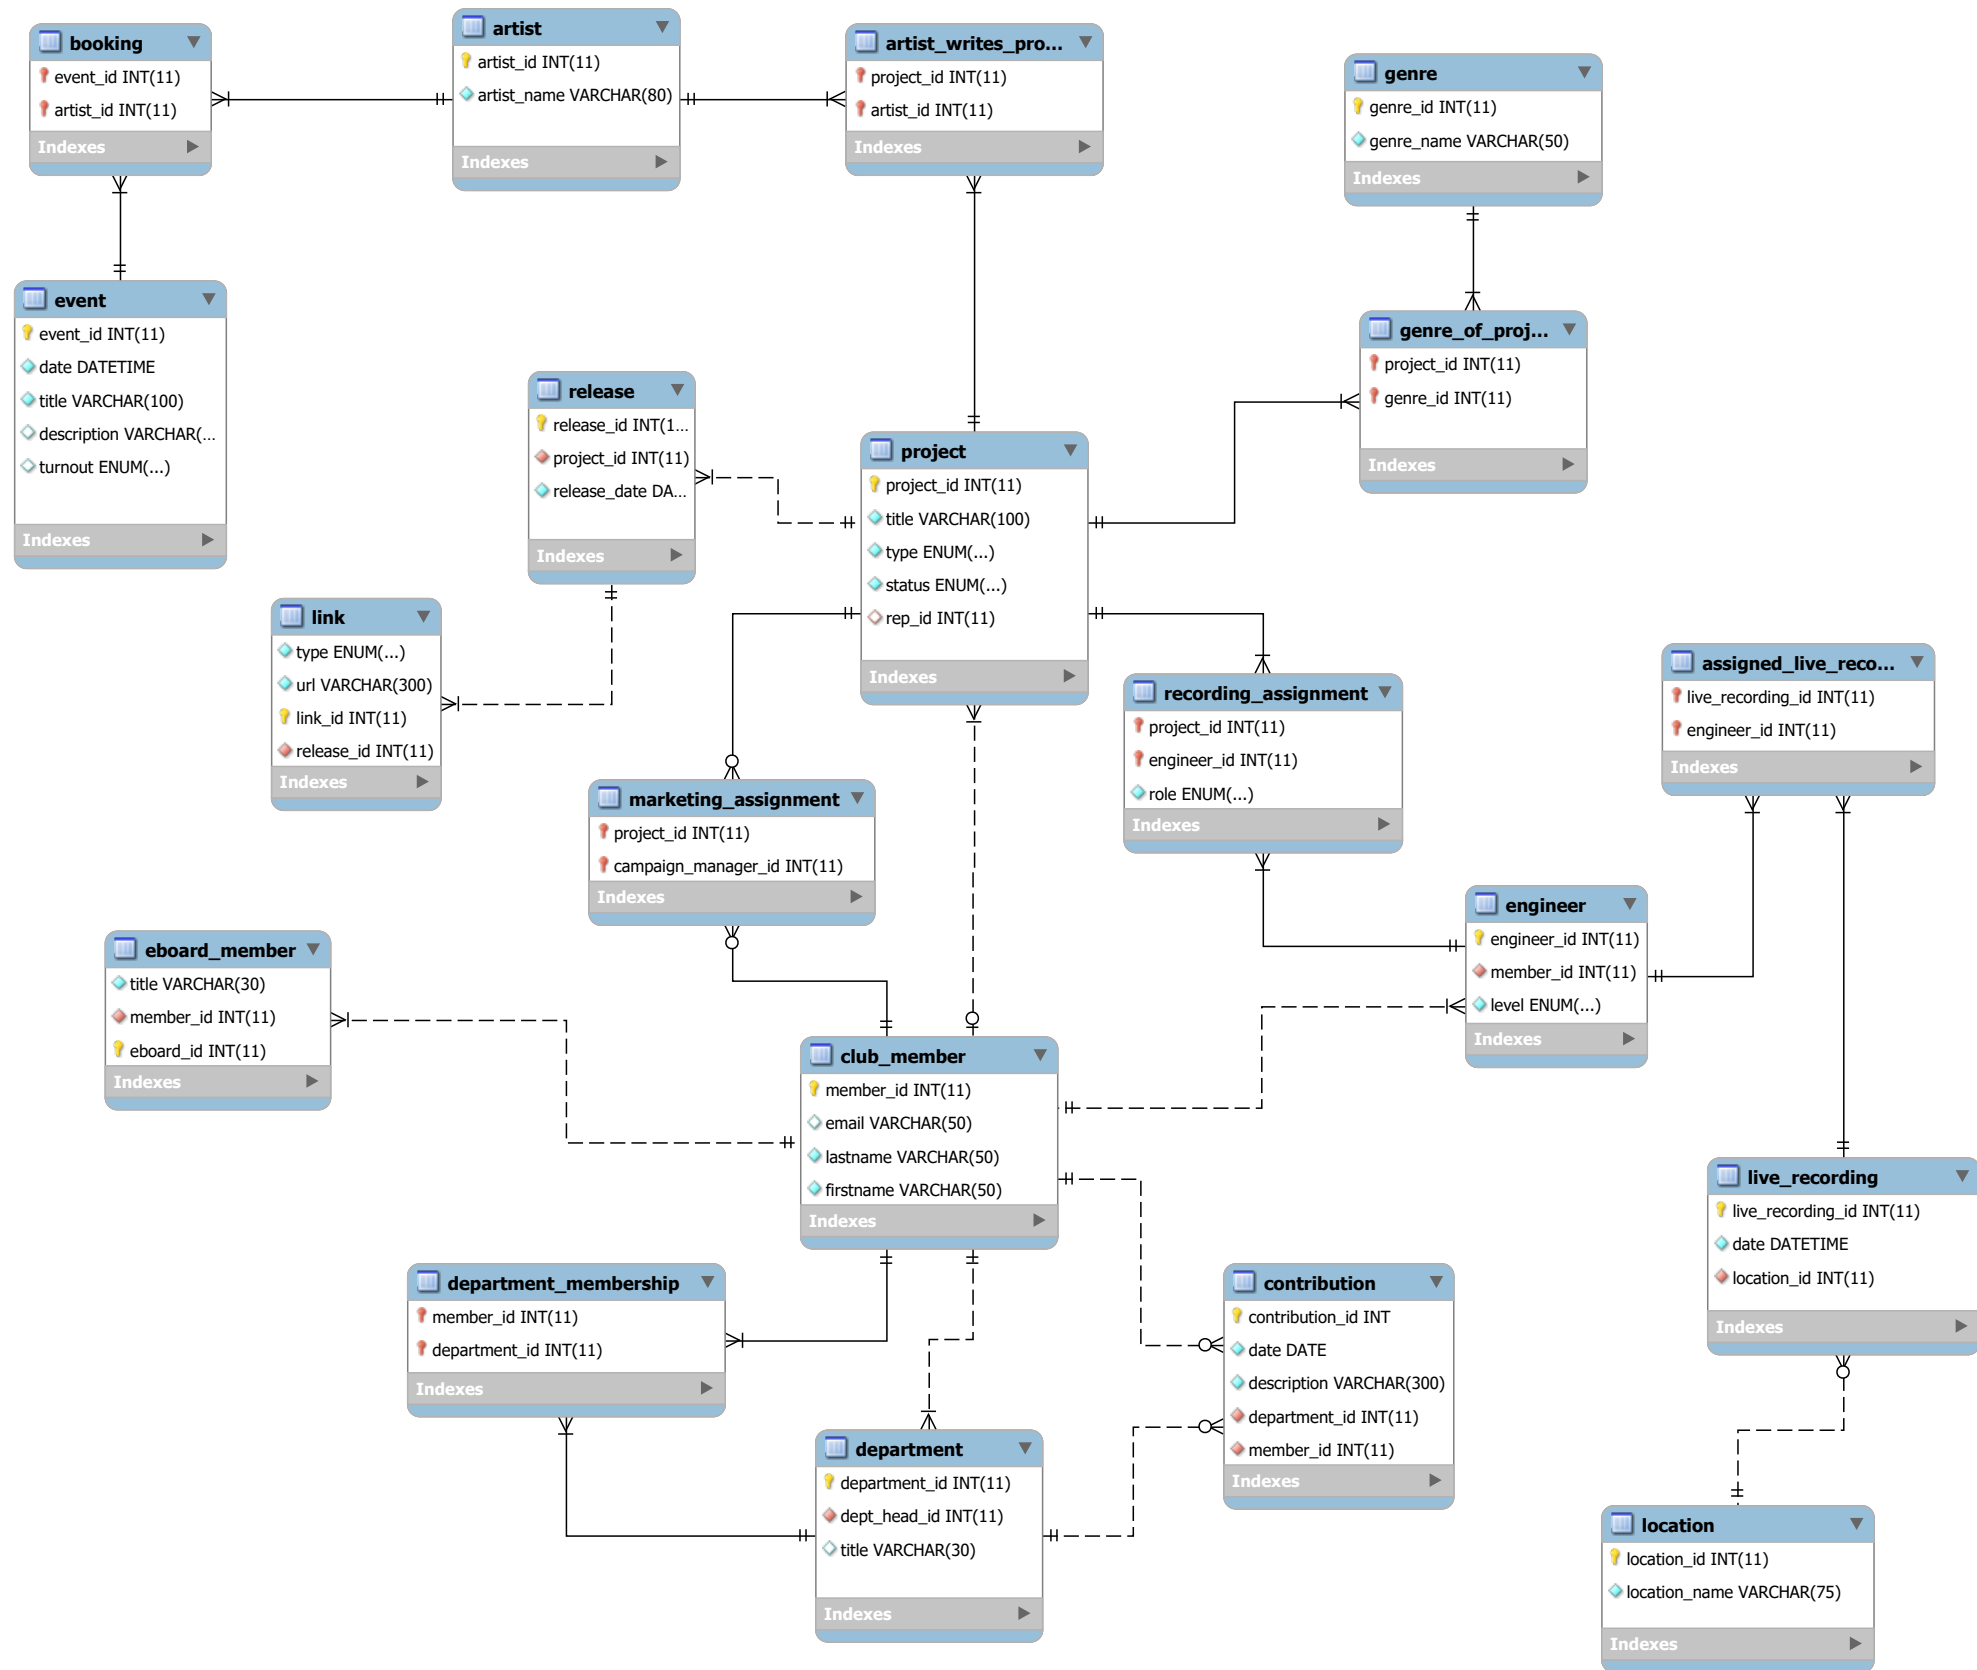 booking
event_id INT(11)
artist_id INT(11)
Indexes
artist
artist_id INT(11)
artist_name VARCHAR(80)
Indexes
artist_writes_pro...
project_id INT(11)
artist_id INT(11)
Indexes
genre
genre_id INT(11)
genre_name VARCHAR(50)
Indexes
event
event_id INT(11)
date DATETIME
title VARCHAR(100)
description VARCHAR(...
turnout ENUM(...)
Indexes
release
release_id INT(1...
project_id INT(11)
release_date DA...
Indexes
project
project_id INT(11)
title VARCHAR(100)
type ENUM(...)
status ENUM(...)
rep_id INT(11)
Indexes
genre_of_proj...
project_id INT(11)
genre_id INT(11)
Indexes
link
type ENUM(...)
url VARCHAR(300)
link_id INT(11)
release_id INT(11)
Indexes
marketing_assignment
project_id INT(11)
campaign_manager_id INT(11)
Indexes
recording_assignment
project_id INT(11)
engineer_id INT(11)
role ENUM(...)
Indexes
assigned_live_reco...
live_recording_id INT(11)
engineer_id INT(11)
Indexes
eboard_member
title VARCHAR(30)
member_id INT(11)
eboard_id INT(11)
Indexes
club_member
member_id INT(11)
email VARCHAR(50)
lastname VARCHAR(50)
firstname VARCHAR(50)
Indexes
engineer
engineer_id INT(11)
member_id INT(11)
level ENUM(...)
Indexes
live_recording
live_recording_id INT(11)
date DATETIME
location_id INT(11)
Indexes
department_membership
member_id INT(11)
department_id INT(11)
Indexes
department
department_id INT(11)
dept_head_id INT(11)
title VARCHAR(30)
Indexes
contribution
contribution_id INT
date DATE
description VARCHAR(300)
department_id INT(11)
member_id INT(11)
Indexes
location
location_id INT(11)
location_name VARCHAR(75)
Indexes